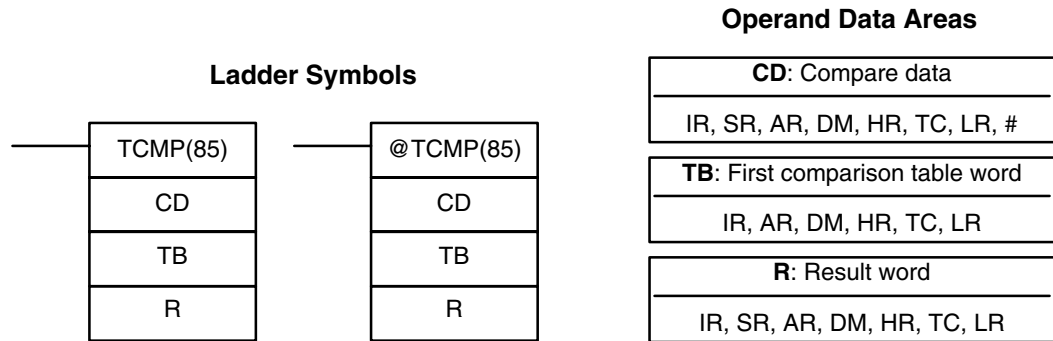 Ladder Symbols
TCMP(85)
CD
TB
R
@TCMP(85)
CD
TB
R
Operand Data Areas
CD: Compare data
IR, SR, AR, DM, HR, TC, LR, #
TB: First comparison table word
IR, AR, DM, HR, TC, LR
R: Result word
IR, SR, AR, DM, HR, TC, LR